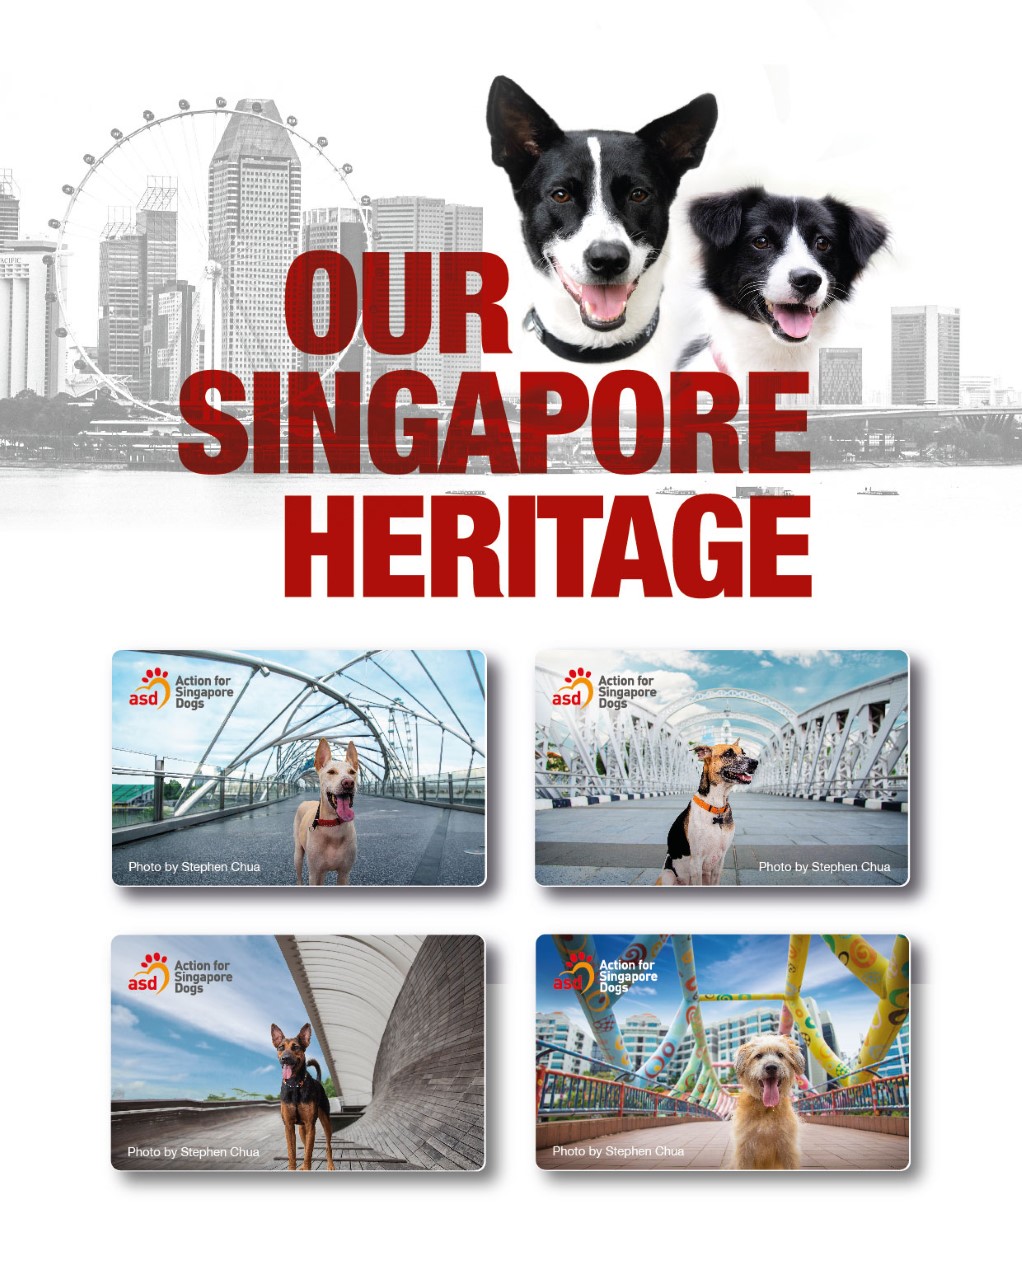 OUR
SINGAPORE
HERITAGE
asd
Action for
Singapore
Dogs
Photo by Stephen Chua
asd
Action for
Singapore
Dogs
Photo by Stephen Chua
asd
Action for
Singapore
Dogs
Photo by Stephen Chua
asd
Action for
Singapore
Dogs
Photo by Stephen Chua